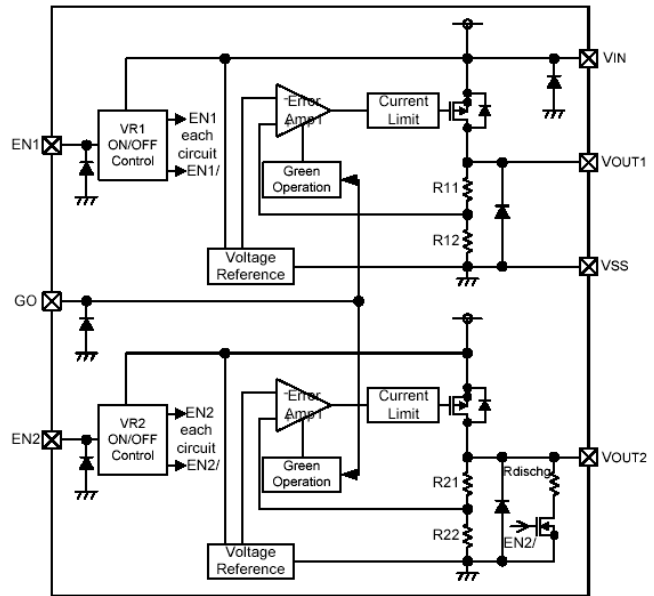 VIN
EN1
VR1
ON/OFF
Control
EN1
each
circuit
EN1/
Error
Amp1
Current
Limit
Green
Operation
VOUT1
R11
R12
Voltage
Reference
VSS
GO
EN2
VR2
ON/OFF
Control
EN2
each
circuit
EN2/
Error
Amp1
Current
Limit
Green
Operation
VOUT2
R21
Rdischg
R22
EN2/
Voltage
Reference